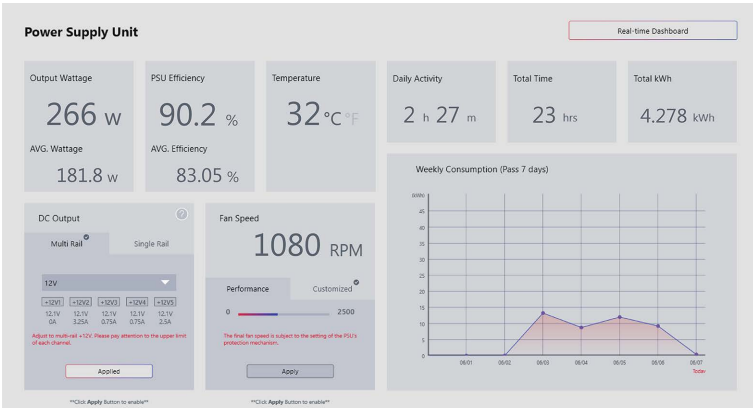 Power Supply Unit
Real-time Dashboard
Output Wattage
266 W
AVG. Wattage
181.8 W
PSU Efficiency
90.2 %
AVG. Efficiency
83.05 %
Temperature
32 °C °F
Daily Activity
2 h 27 m
Total Time
23 hrs
Total kWh
4.278 kWh
DC Output
?
Multi Rail
Single Rail
12V
+12V1 +12V2 +12V3 +12V4 +12V5
12.1V 12.1V 12.1V 12.1V 12.1V
0A 3.25A 0.75A 0.75A 2.5A
Adjust to multi-rail +12V. Please pay attention to the upper limit
of each channel.
Applied
**Click Apply Button to enable**
Fan Speed
1080 RPM
Performance
Customized
0 2500
The final fan speed is subject to the setting of the PSU's
protection mechanism.
Apply
**Click Apply Button to enable**
Weekly Consumption (Pass 7 days)
45
40
35
30
25
20
15
10
5
0
06/01 06/02 06/03 06/04 06/05 06/06 06/07
Today